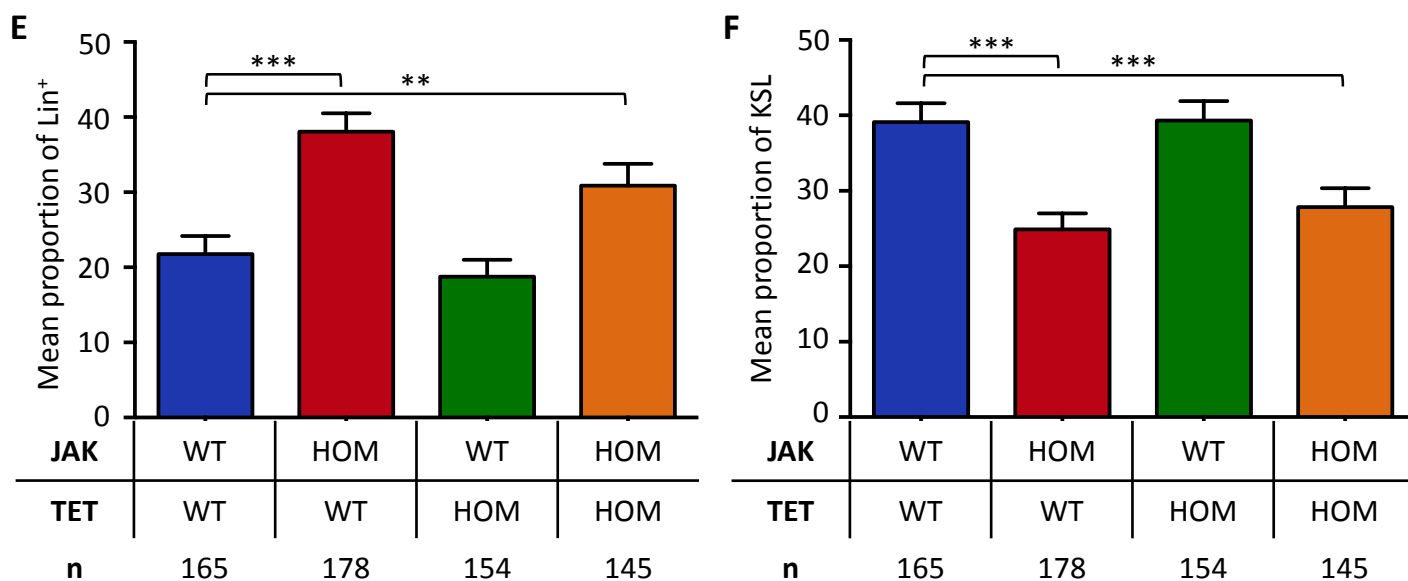 E
Mean proportion of Lin⁺
50
40
30
20
10
0
***
**
JAK WT HOM WT HOM
TET WT WT HOM HOM
n 165 178 154 145
F
Mean proportion of KSL
50
40
30
20
10
0
***
***
JAK WT HOM WT HOM
TET WT WT HOM HOM
n 165 178 154 145